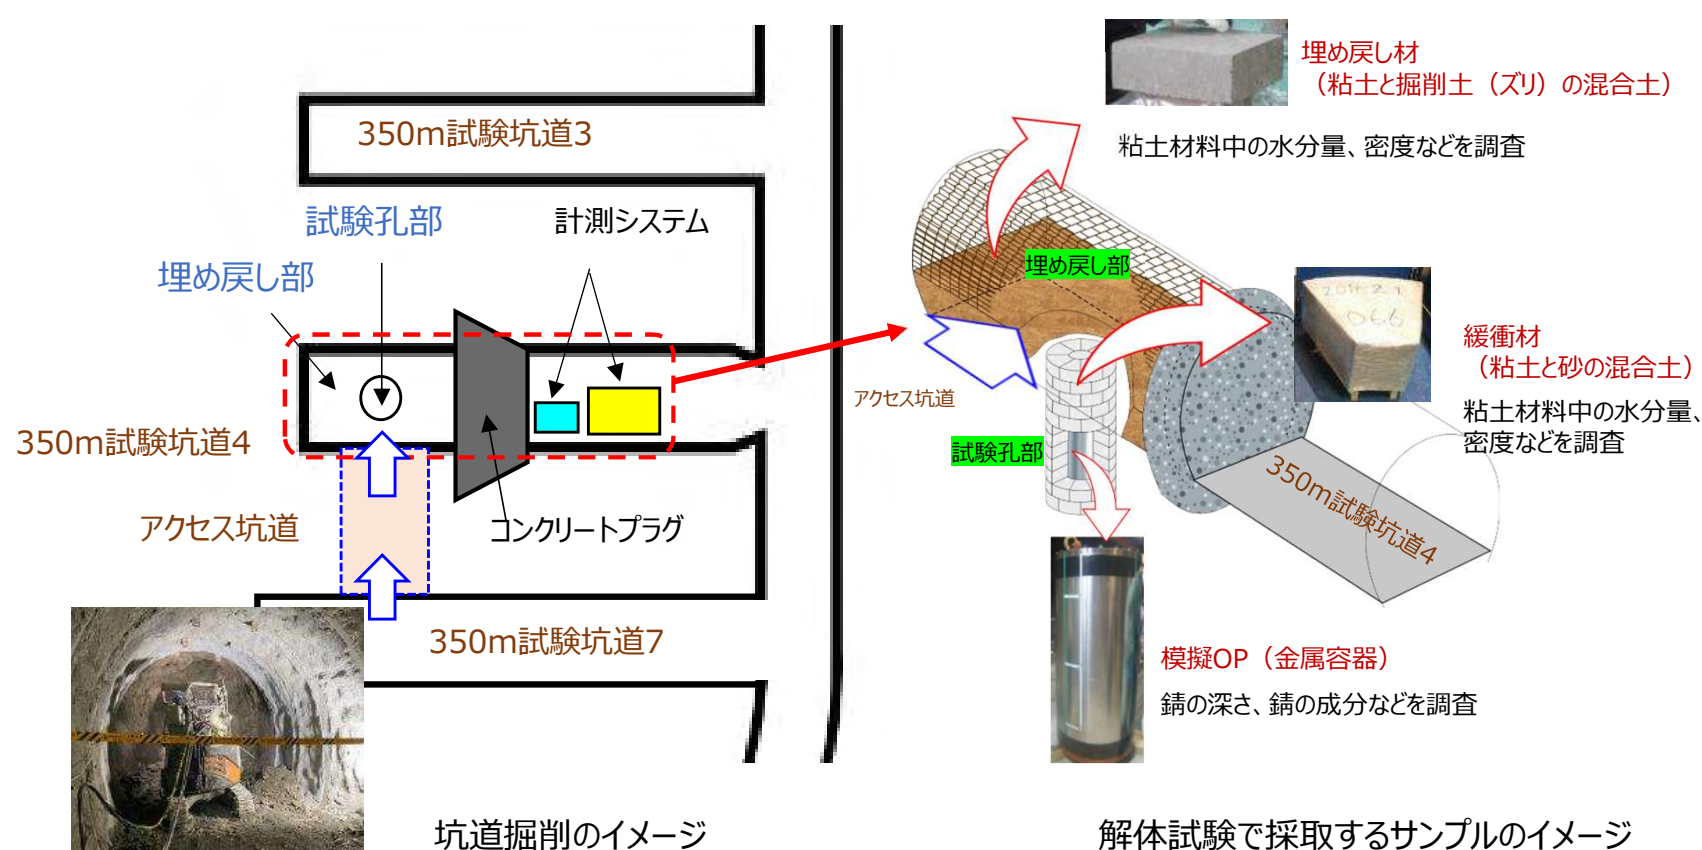 350m試験坑道3
試験孔部
計測システム
埋め戻し部
350m試験坑道4
アクセス坑道
コンクリートプラグ
350m試験坑道7
坑道掘削のイメージ
埋め戻し材
（粘土と掘削土（ズリ）の混合土）
粘土材料中の水分量、密度などを調査
埋め戻し部
アクセス坑道
試験孔部
066
緩衝材
（粘土と砂の混合土）
粘土材料中の水分量、
密度などを調査
350m試験坑道4
模擬OP（金属容器）
錆の深さ、錆の成分などを調査
解体試験で採取するサンプルのイメージ